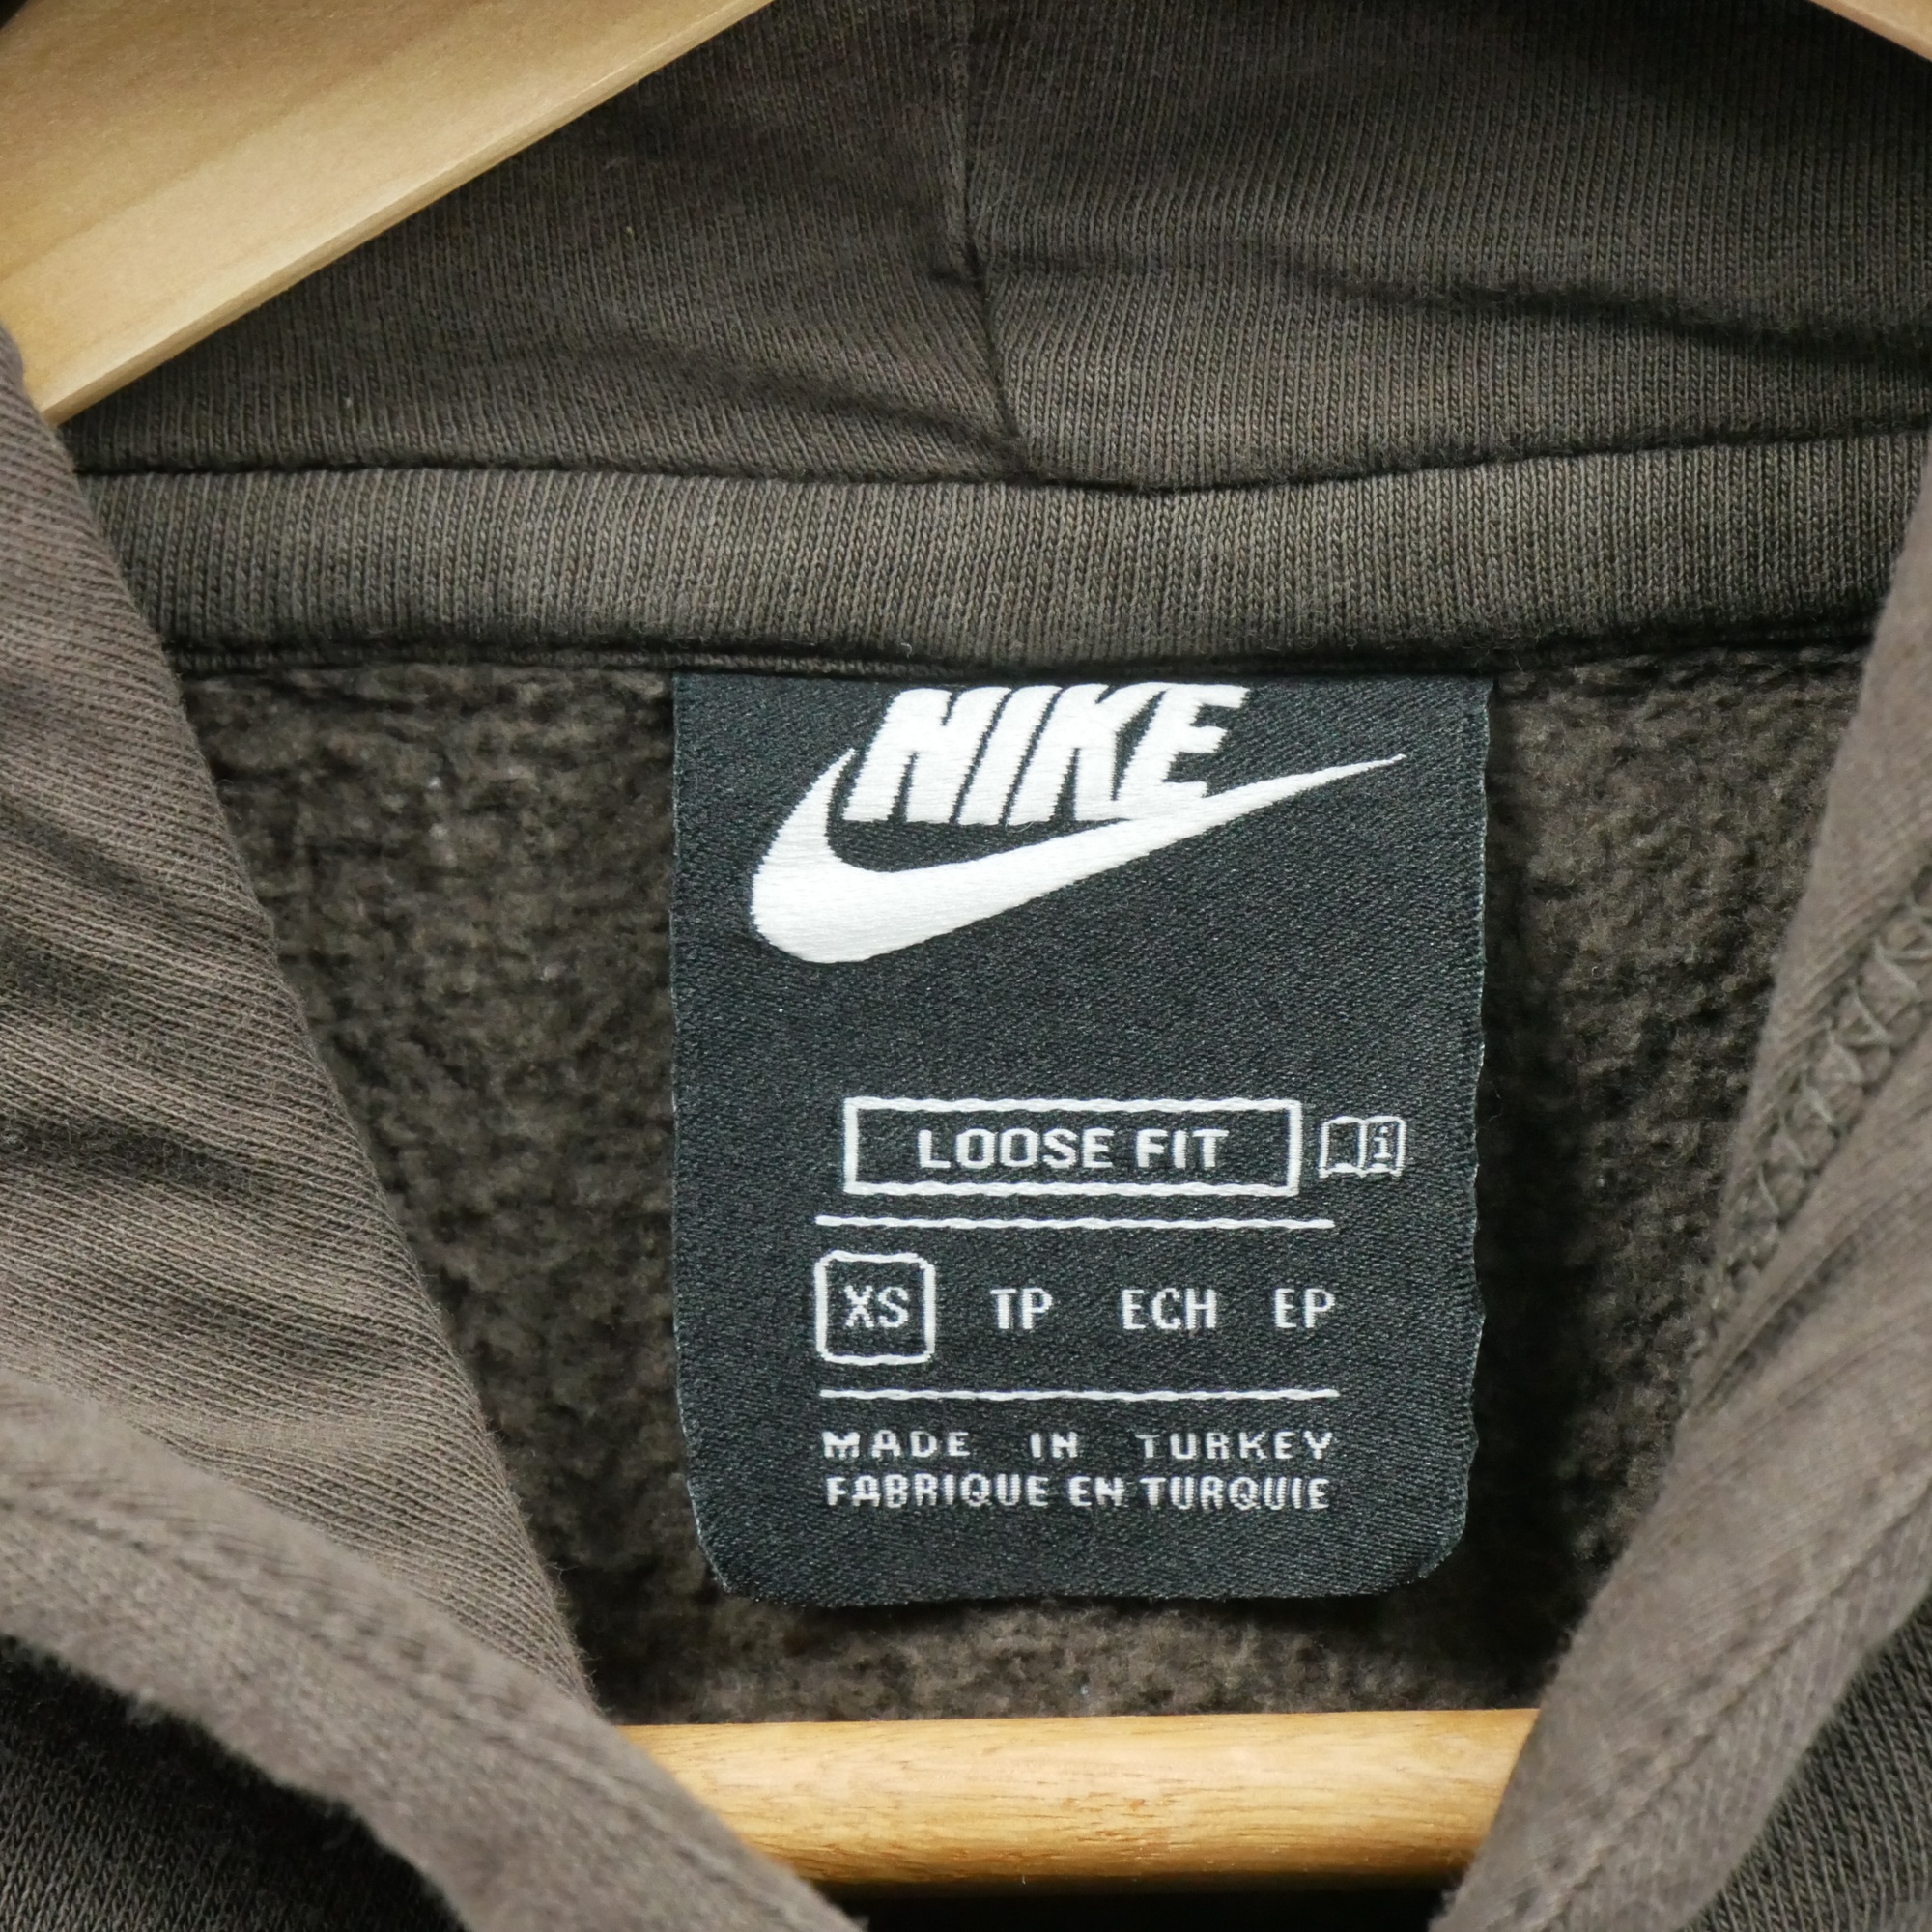 NIKE
LOOSE FIT i
XS TP ECH EP
MADE IN TURKEY
FABRIQUE EN TURQUIE